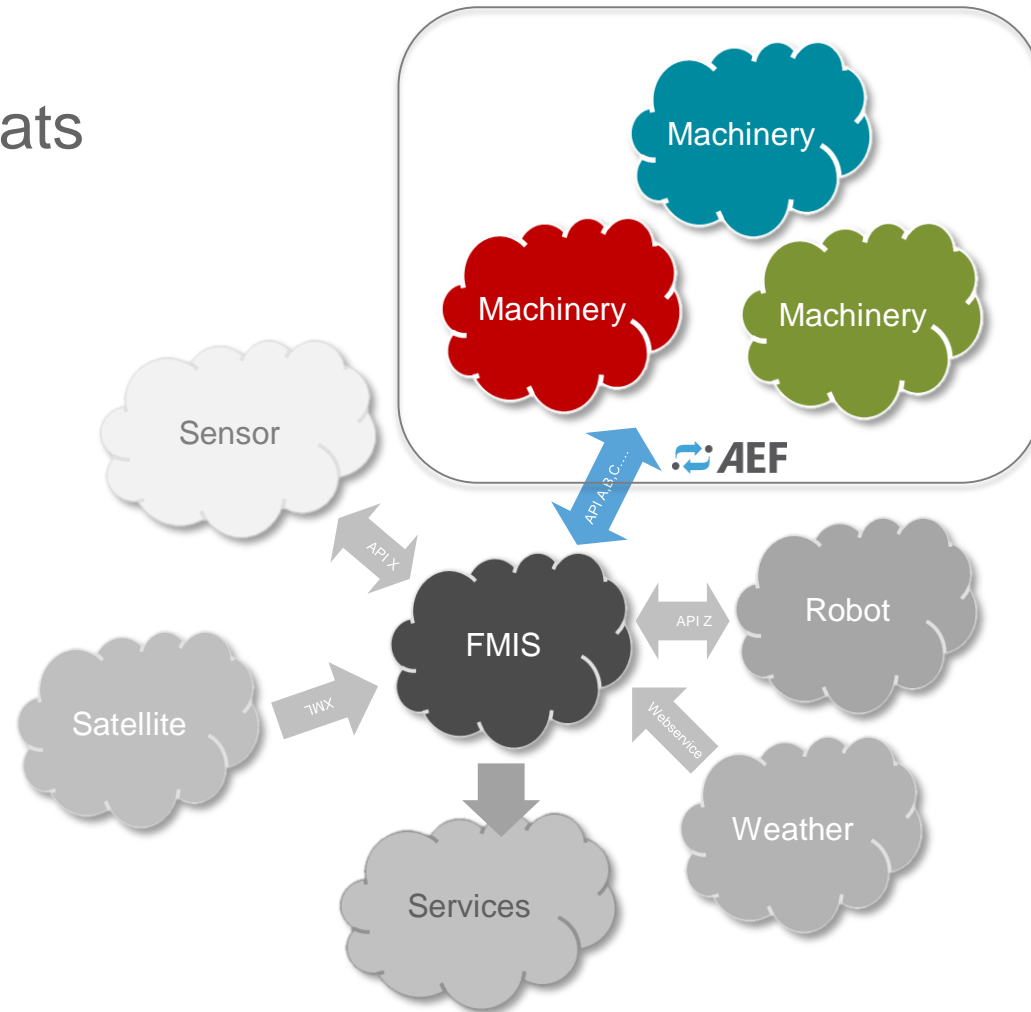 ats
Machinery
Machinery
Machinery
Sensor
AEF
API A,B,C....
API X
FMIS
API Z
Robot
Satellite
XML
Webservice
Weather
Services